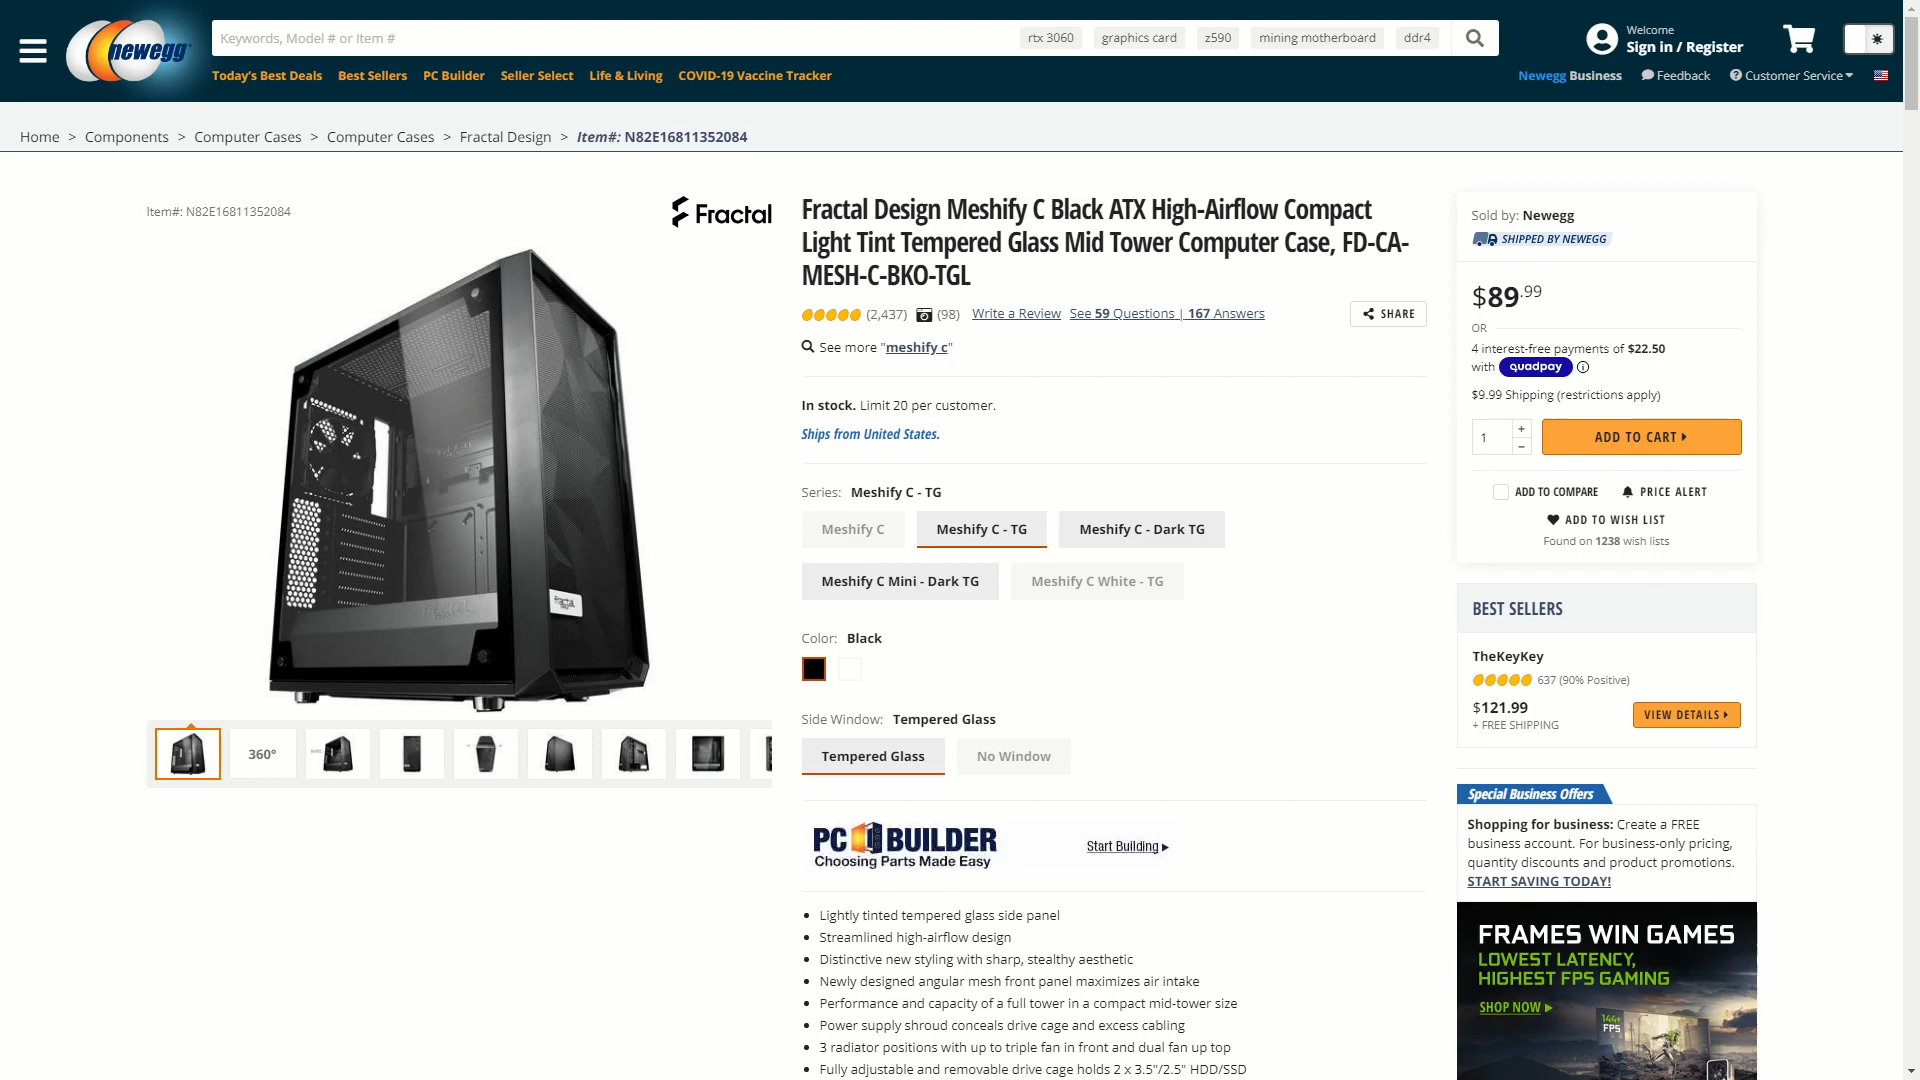 newegg
Keywords, Model # or Item #
rtx 3060
graphics card
z590
mining motherboard
ddr4
Welcome
Sign in / Register
Today's Best Deals
Best Sellers
PC Builder
Seller Select
Life & Living
COVID-19 Vaccine Tracker
Newegg Business
Feedback
Customer Service
Home > Components > Computer Cases > Computer Cases > Fractal Design > Item#: N82E16811352084
Item#: N82E16811352084
Fractal
360°
Fractal Design Meshify C Black ATX High-Airflow Compact
Light Tint Tempered Glass Mid Tower Computer Case, FD-CA-
MESH-C-BKO-TGL
(2,437)
(98)
Write a Review
See 59 Questions | 167 Answers
SHARE
See more "meshify c"
In stock. Limit 20 per customer.
Ships from United States.
Series: Meshify C - TG
Meshify C
Meshify C - TG
Meshify C - Dark TG
Meshify C Mini - Dark TG
Meshify C White - TG
Color: Black
Side Window: Tempered Glass
Tempered Glass
No Window
PC BUILDER
Choosing Parts Made Easy
Start Building
Lightly tinted tempered glass side panel
Streamlined high-airflow design
Distinctive new styling with sharp, stealthy aesthetic
Newly designed angular mesh front panel maximizes air intake
Performance and capacity of a full tower in a compact mid-tower size
Power supply shroud conceals drive cage and excess cabling
3 radiator positions with up to triple fan in front and dual fan up top
Fully adjustable and removable drive cage holds 2 x 3.5"/2.5" HDD/SSD
Sold by: Newegg
SHIPPED BY NEWEGG
$89.99
OR
4 interest-free payments of $22.50
with quadpay
$9.99 Shipping (restrictions apply)
1
+
−
ADD TO CART
ADD TO COMPARE
PRICE ALERT
ADD TO WISH LIST
Found on 1238 wish lists
BEST SELLERS
TheKeyKey
637 (90% Positive)
$121.99
+ FREE SHIPPING
VIEW DETAILS
Special Business Offers
Shopping for business: Create a FREE
business account. For business-only pricing,
quantity discounts and product promotions.
START SAVING TODAY!
FRAMES WIN GAMES
LOWEST LATENCY,
HIGHEST FPS GAMING
SHOP NOW
144+
FPS